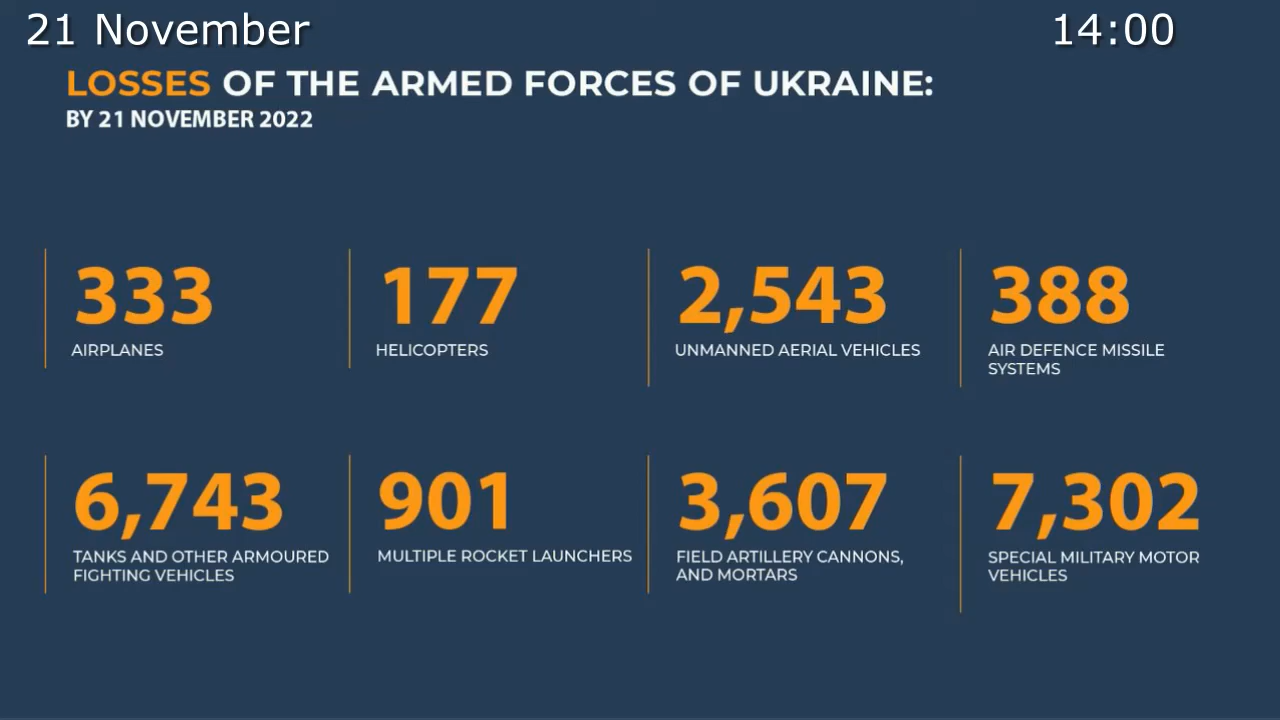 21 November
14:00
LOSSES OF THE ARMED FORCES OF UKRAINE:
BY 21 NOVEMBER 2022
333
AIRPLANES
177
HELICOPTERS
2,543
UNMANNED AERIAL VEHICLES
388
AIR DEFENCE MISSILE
SYSTEMS
6,743
TANKS AND OTHER ARMOURED
FIGHTING VEHICLES
901
MULTIPLE ROCKET LAUNCHERS
3,607
FIELD ARTILLERY CANNONS,
AND MORTARS
7,302
SPECIAL MILITARY MOTOR
VEHICLES